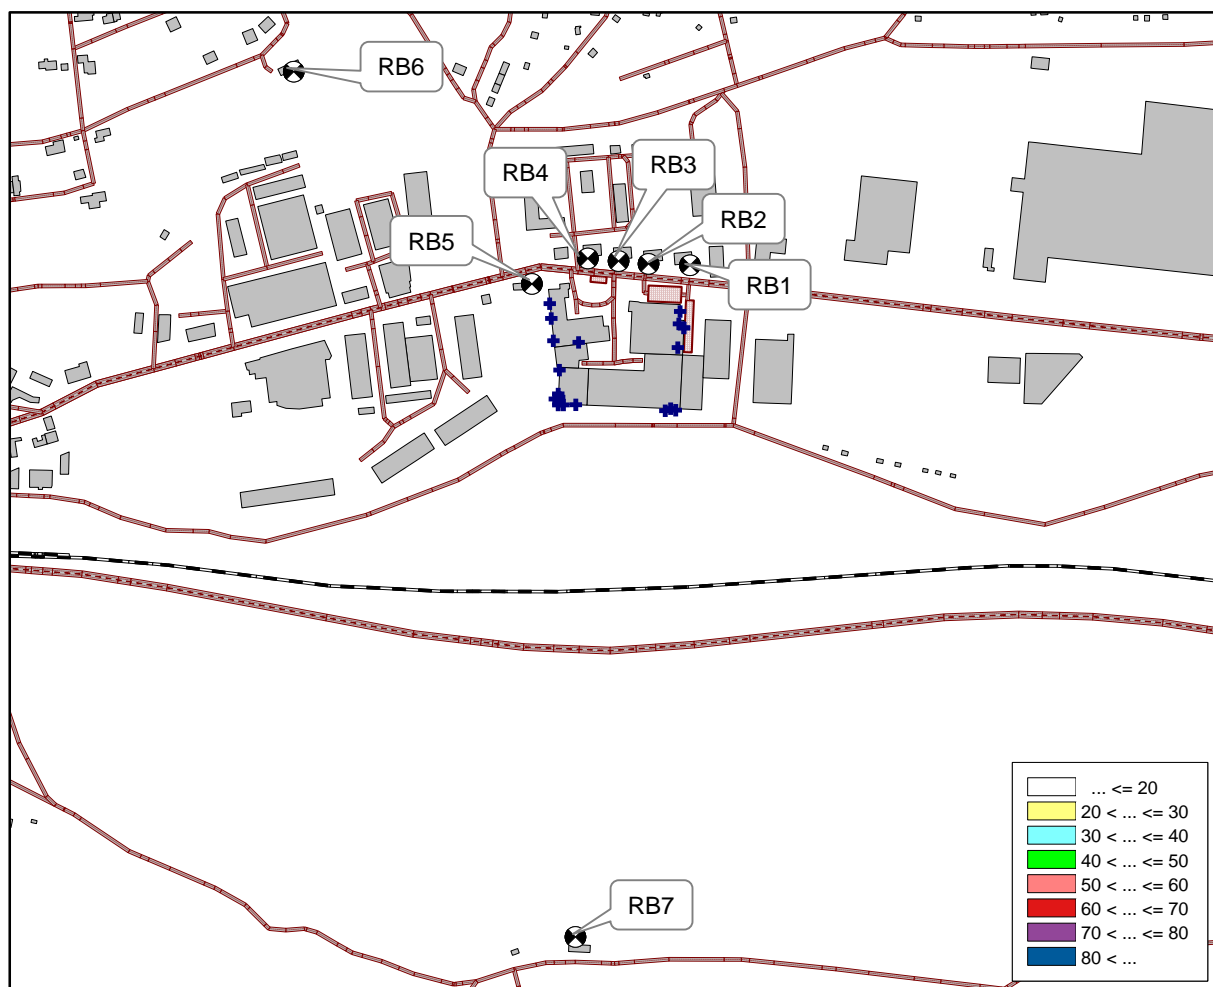 RB6
RB3
RB4
RB2
RB5
RB1
RB7
... <= 20
20 < ... <= 30
30 < ... <= 40
40 < ... <= 50
50 < ... <= 60
60 < ... <= 70
70 < ... <= 80
80 < ...